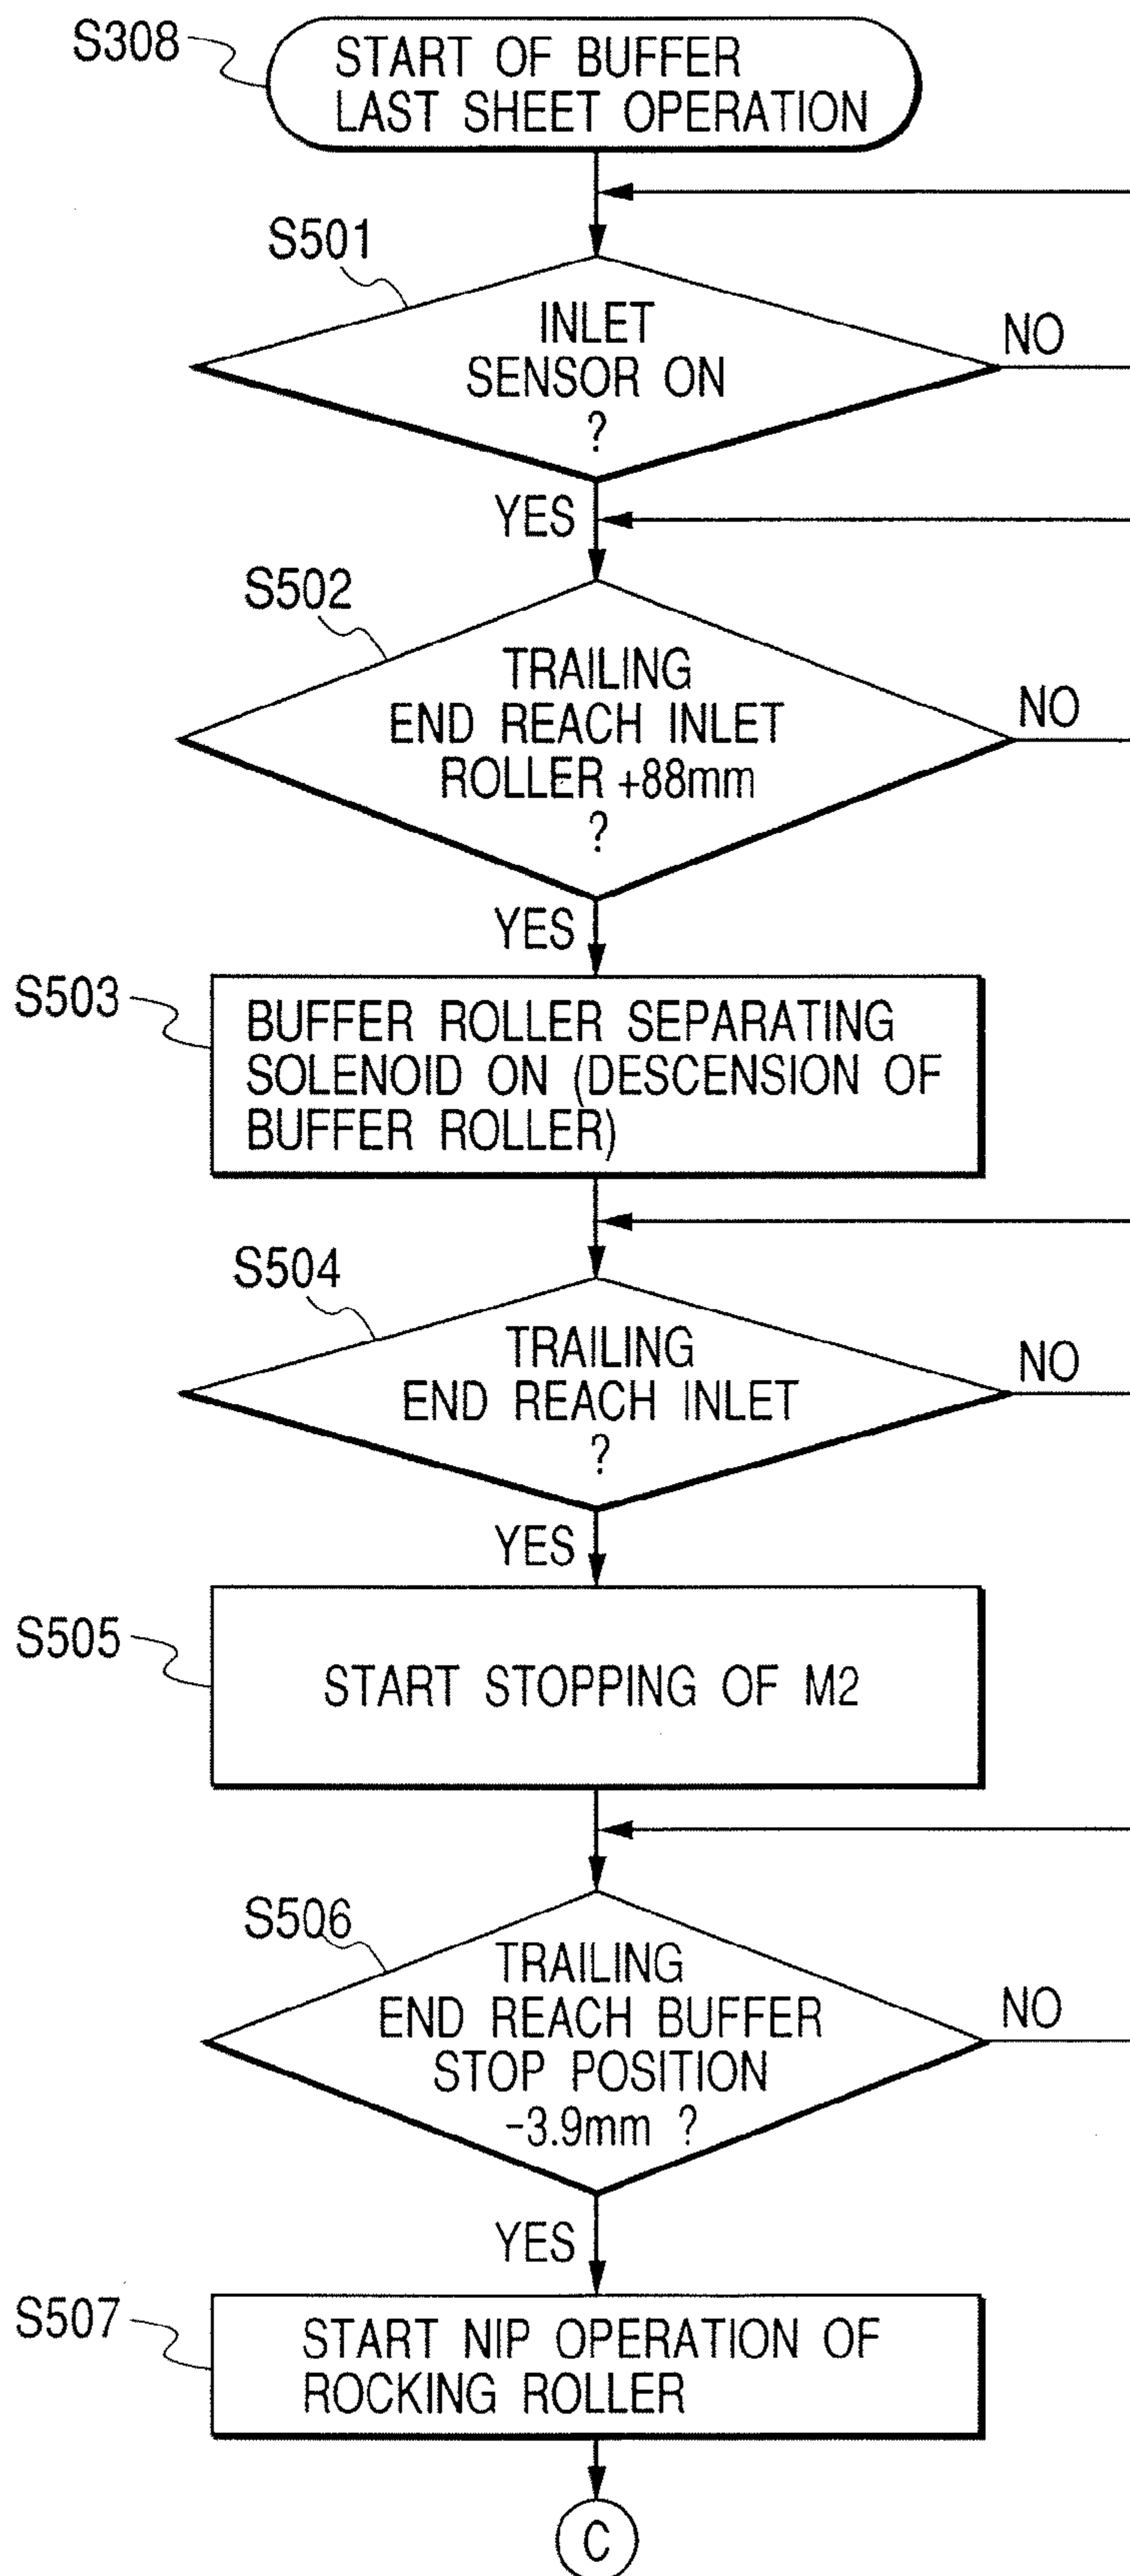 S308
START OF BUFFER
LAST SHEET OPERATION
S501
INLET
SENSOR ON
?
NO
YES
S502
TRAILING
END REACH INLET
ROLLER +88mm
?
NO
YES
S503
BUFFER ROLLER SEPARATING
SOLENOID ON (DESCENSION OF
BUFFER ROLLER)
S504
TRAILING
END REACH INLET
?
NO
YES
S505
START STOPPING OF M2
S506
TRAILING
END REACH BUFFER
STOP POSITION
-3.9mm ?
NO
YES
S507
START NIP OPERATION OF
ROCKING ROLLER
C